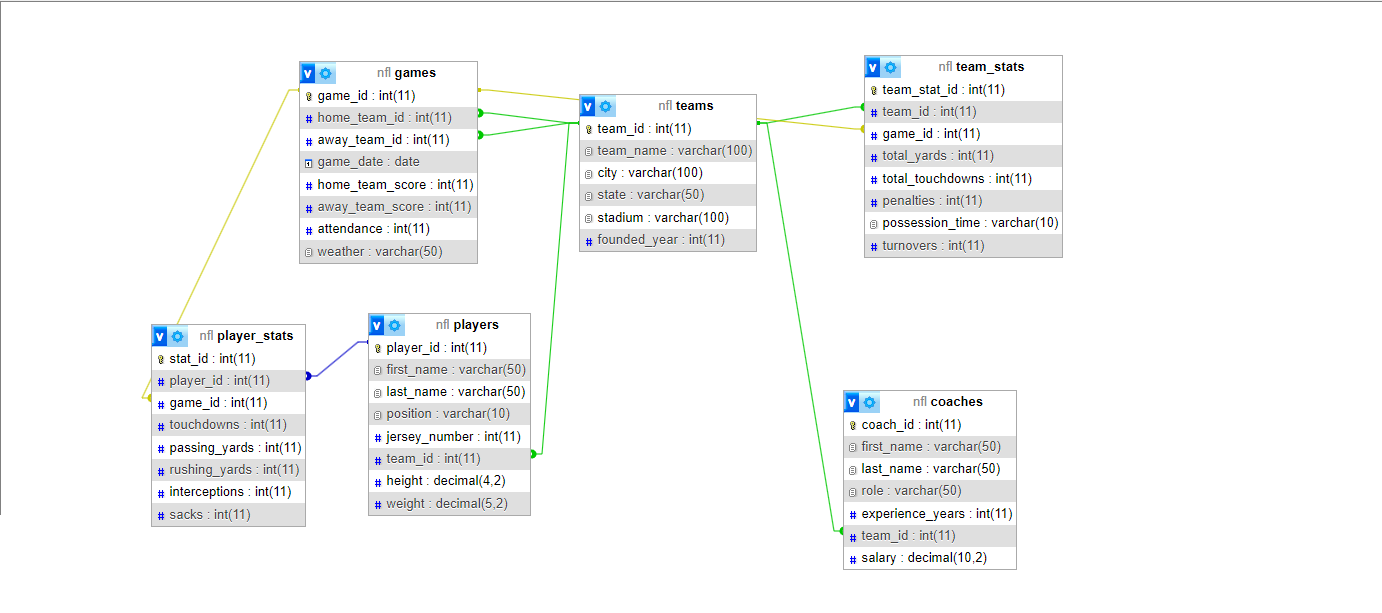 nfl games
game_id : int(11)
home_team_id : int(11)
away_team_id : int(11)
game_date : date
home_team_score : int(11)
away_team_score : int(11)
attendance : int(11)
weather : varchar(50)
nfl teams
team_id : int(11)
team_name : varchar(100)
city : varchar(100)
state : varchar(50)
stadium : varchar(100)
founded_year : int(11)
nfl team_stats
team_stat_id : int(11)
team_id : int(11)
game_id : int(11)
total_yards : int(11)
total_touchdowns : int(11)
penalties : int(11)
possession_time : varchar(10)
turnovers : int(11)
nfl player_stats
stat_id : int(11)
player_id : int(11)
game_id : int(11)
touchdowns : int(11)
passing_yards : int(11)
rushing_yards : int(11)
interceptions : int(11)
sacks : int(11)
nfl players
player_id : int(11)
first_name : varchar(50)
last_name : varchar(50)
position : varchar(10)
jersey_number : int(11)
team_id : int(11)
height : decimal(4,2)
weight : decimal(5,2)
nfl coaches
coach_id : int(11)
first_name : varchar(50)
last_name : varchar(50)
role : varchar(50)
experience_years : int(11)
team_id : int(11)
salary : decimal(10,2)